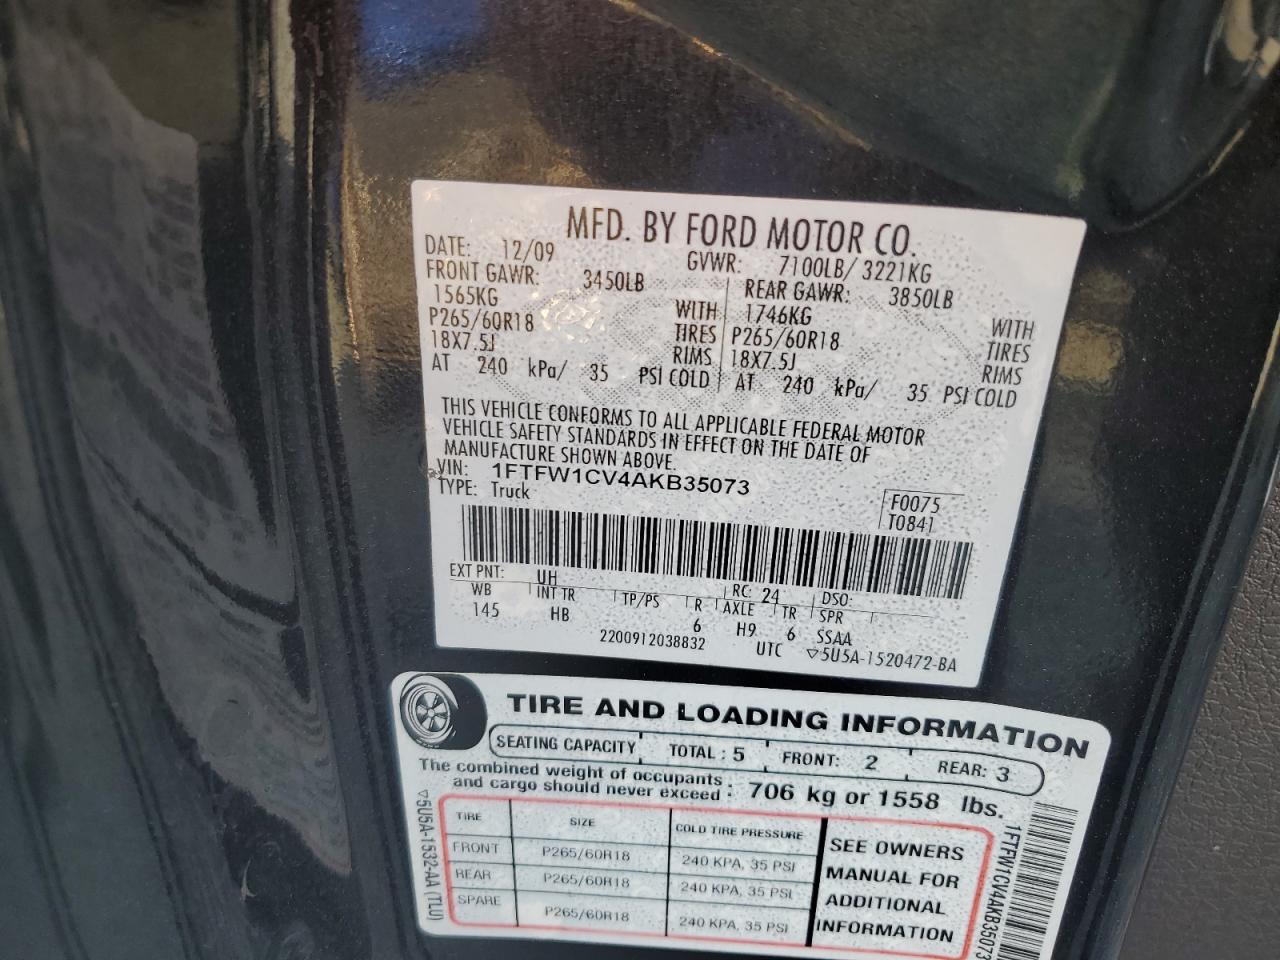 MFD. BY FORD MOTOR CO.
DATE: 12/09 GVWR: 7100LB/ 3221KG
FRONT GAWR: 3450LB REAR GAWR: 3850LB
1565KG WITH 1746KG WITH
P265/60R18 TIRES P265/60R18 TIRES
18X7.5J RIMS 18X7.5J RIMS
AT 240 kPa/ 35 PSI COLD AT 240 kPa/ 35 PSI COLD
THIS VEHICLE CONFORMS TO ALL APPLICABLE FEDERAL MOTOR
VEHICLE SAFETY STANDARDS IN EFFECT ON THE DATE OF
MANUFACTURE SHOWN ABOVE.
VIN: 1FTFW1CV4AKB35073
TYPE: Truck
F0075
T0841
EXT PNT: UH RC: 24 DSO:
WB INT TR TP/PS R AXLE TR SPR
145 HB 6 H9 6 SSAA
2200912038832 UTC ▽5U5A-1520472-BA
TIRE AND LOADING INFORMATION
SEATING CAPACITY TOTAL : 5 FRONT: 2 REAR: 3
The combined weight of occupants
and cargo should never exceed : 706 kg or 1558 lbs.
TIRE SIZE COLD TIRE PRESSURE
FRONT P265/60R18 240 KPA, 35 PSI
REAR P265/60R18 240 KPA, 35 PSI
SPARE P265/60R18 240 KPA, 35 PSI
SEE OWNERS
MANUAL FOR
ADDITIONAL
INFORMATION
▽5U5A-1532-AA (TLU)
1FTFW1CV4AKB35073